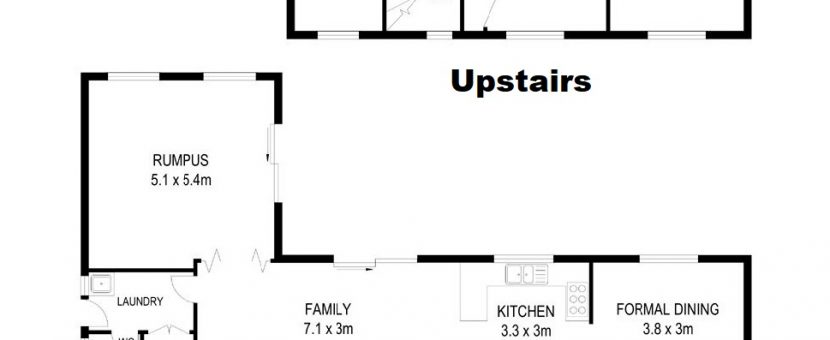 Upstairs
RUMPUS
5.1 x 5.4m
LAUNDRY
FAMILY
7.1 x 3m
KITCHEN
3.3 x 3m
FORMAL DINING
3.8 x 3m